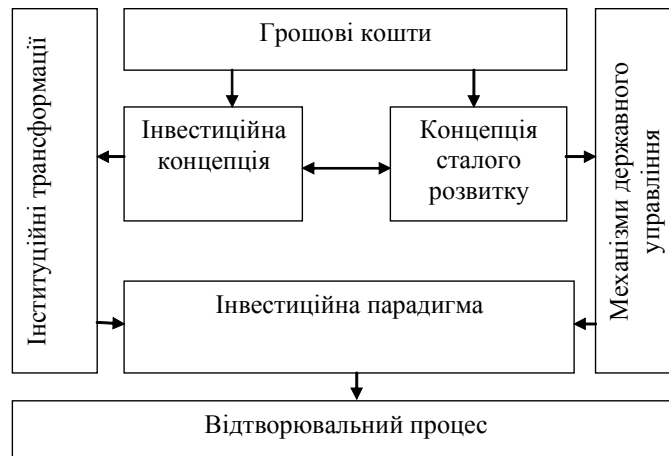 Інституційні трансформації
Грошові кошти
Механізми державного
управління
Інвестиційна
концепція
Концепція
сталого
розвитку
Інвестиційна парадигма
Відтворювальний процес